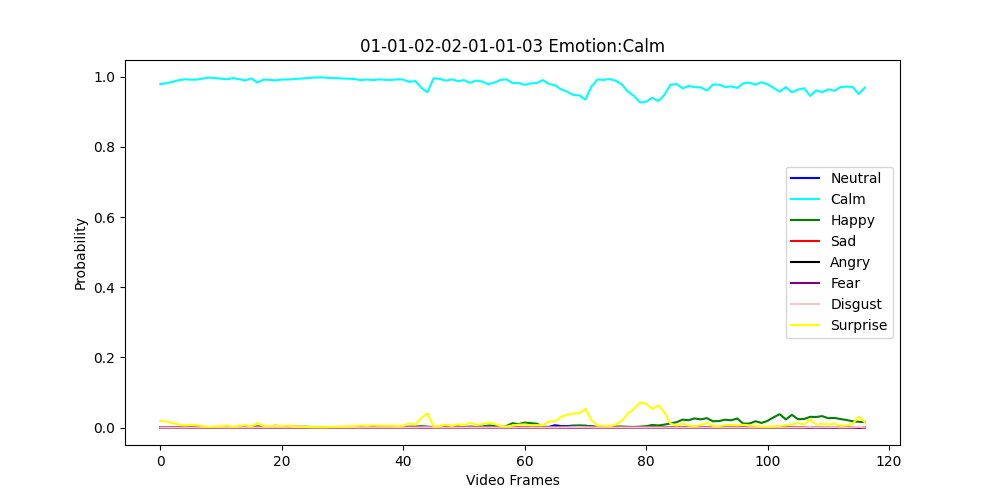 01-01-02-02-01-01-03 Emotion:Calm
Probability
1.0
0.8
0.6
0.4
0.2
0.0
Neutral
Calm
Happy
Sad
Angry
Fear
Disgust
Surprise
0 20 40 60 80 100 120
Video Frames